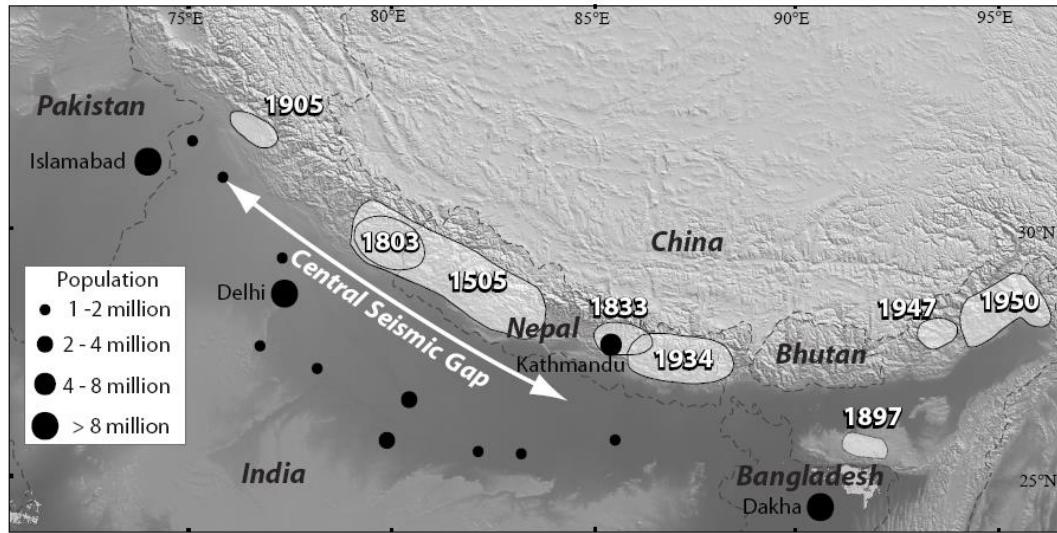 75°E
80°E
85°E
90°E
95°E
Pakistan
1905
Islamabad
China
30°N
1803
Central Seismic Gap
1505
Population
1 -2 million
2 - 4 million
4 - 8 million
> 8 million
Delhi
1833
Nepal
Kathmandu
1934
1947
1950
Bhutan
1897
India
Bangladesh
25°N
Dakha